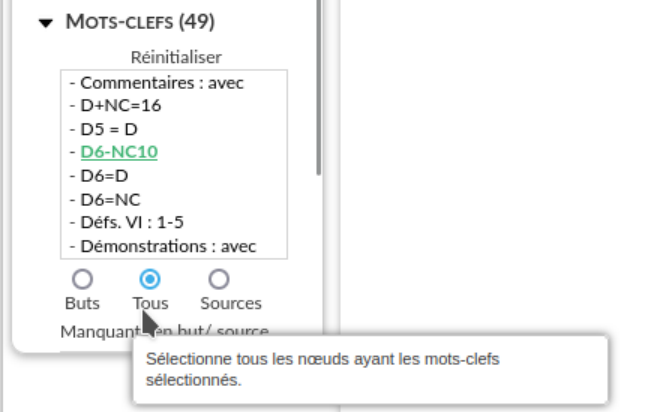 MOTS-CLEFS (49)
Réinitialiser
- Commentaires : avec
- D+NC=16
- D5 = D
- D6-NC10
- D6=D
- D6=NC
- Défs. VI : 1-5
- Démonstrations : avec
Buts Tous Sources
Manquant en but/ source
Sélectionne tous les nœuds ayant les mots-clefs
sélectionnés.